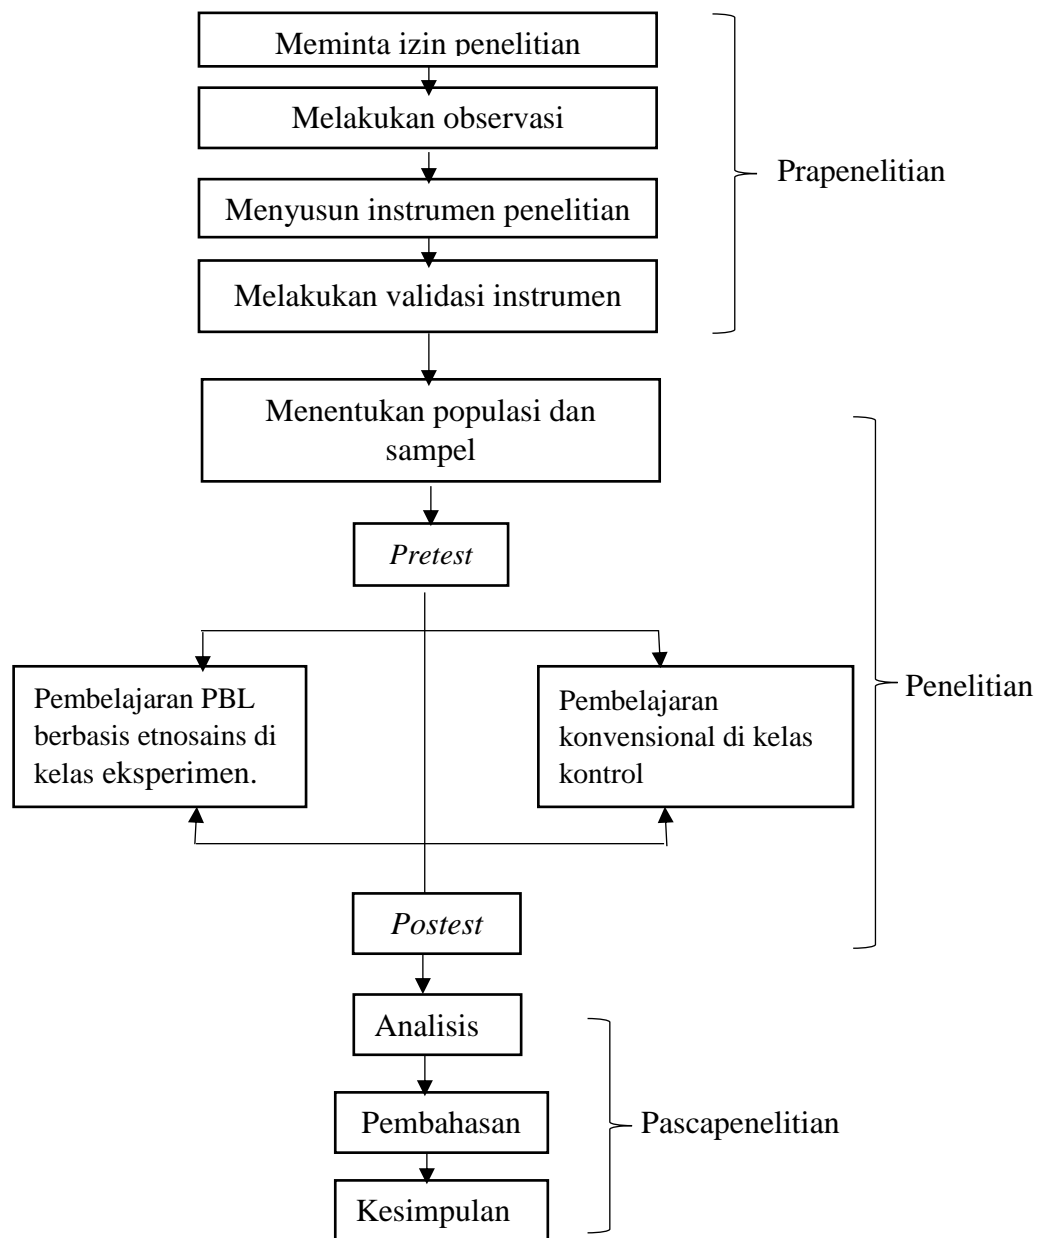 Meminta izin penelitian
Melakukan observasi
Menyusun instrumen penelitian
Melakukan validasi instrumen
Prapenelitian
Menentukan populasi dan
sampel
Pretest
Pembelajaran PBL
berbasis etnosains di
kelas eksperimen.
Pembelajaran
konvensional di kelas
kontrol
Penelitian
Postest
Analisis
Pembahasan
Kesimpulan
Pascapenelitian